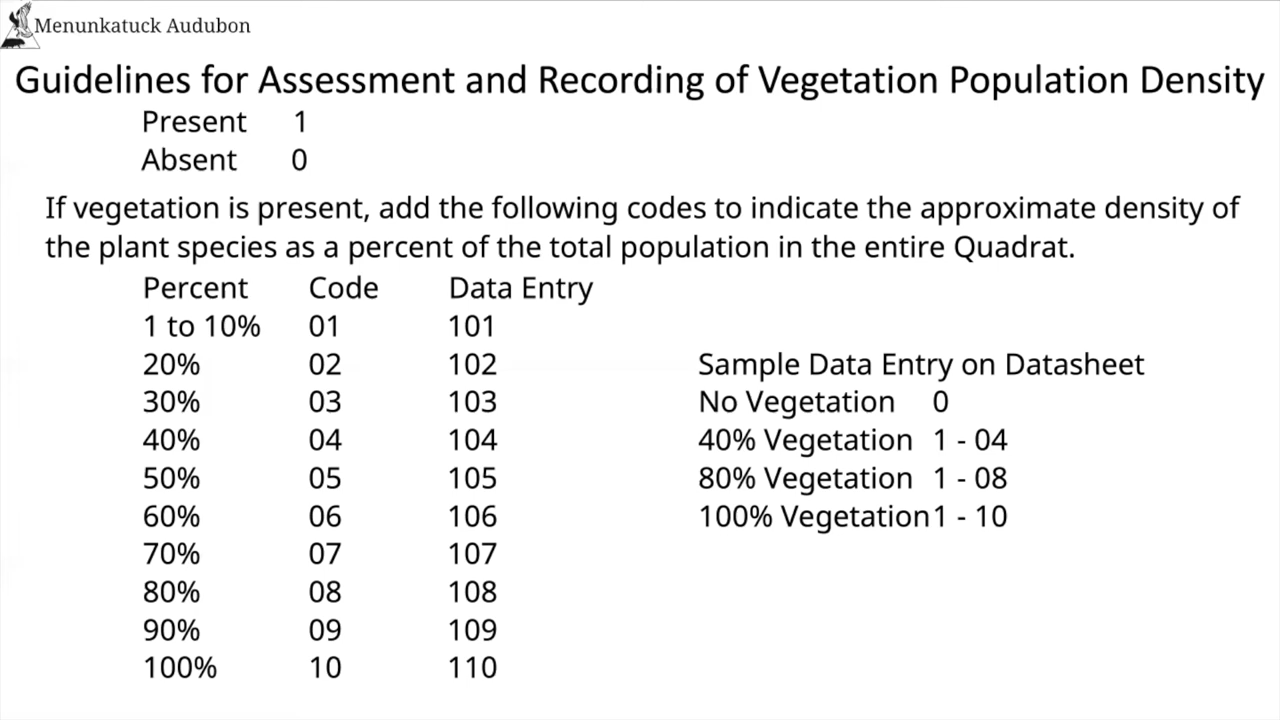 Menunkatuck Audubon
Guidelines for Assessment and Recording of Vegetation Population Density
Present 1
Absent 0
If vegetation is present, add the following codes to indicate the approximate density of
the plant species as a percent of the total population in the entire Quadrat.
Percent Code Data Entry
1 to 10% 01 101
20% 02 102 Sample Data Entry on Datasheet
30% 03 103 No Vegetation 0
40% 04 104 40% Vegetation 1 - 04
50% 05 105 80% Vegetation 1 - 08
60% 06 106 100% Vegetation 1 - 10
70% 07 107
80% 08 108
90% 09 109
100% 10 110